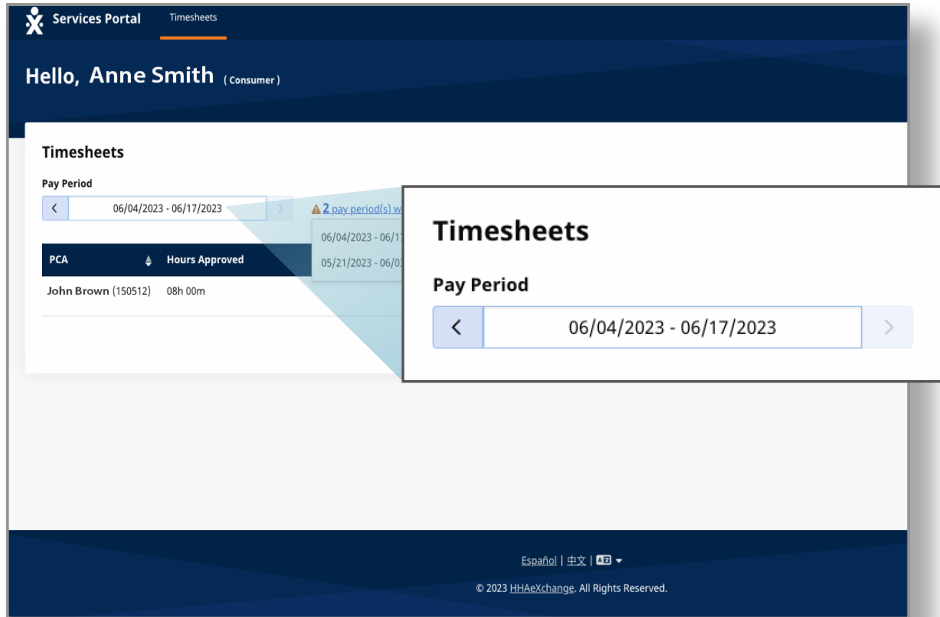 Services Portal Timesheets
Hello, Anne Smith ( Consumer )
Timesheets
Pay Period
06/04/2023 - 06/17/2023
2 pay period(s)
06/04/2023 - 06/1
05/21/2023 - 06/0
PCA Hours Approved
John Brown (150512) 08h 00m
Timesheets
Pay Period
06/04/2023 - 06/17/2023
Español | 中文 |
© 2023 HHAeXchange. All Rights Reserved.